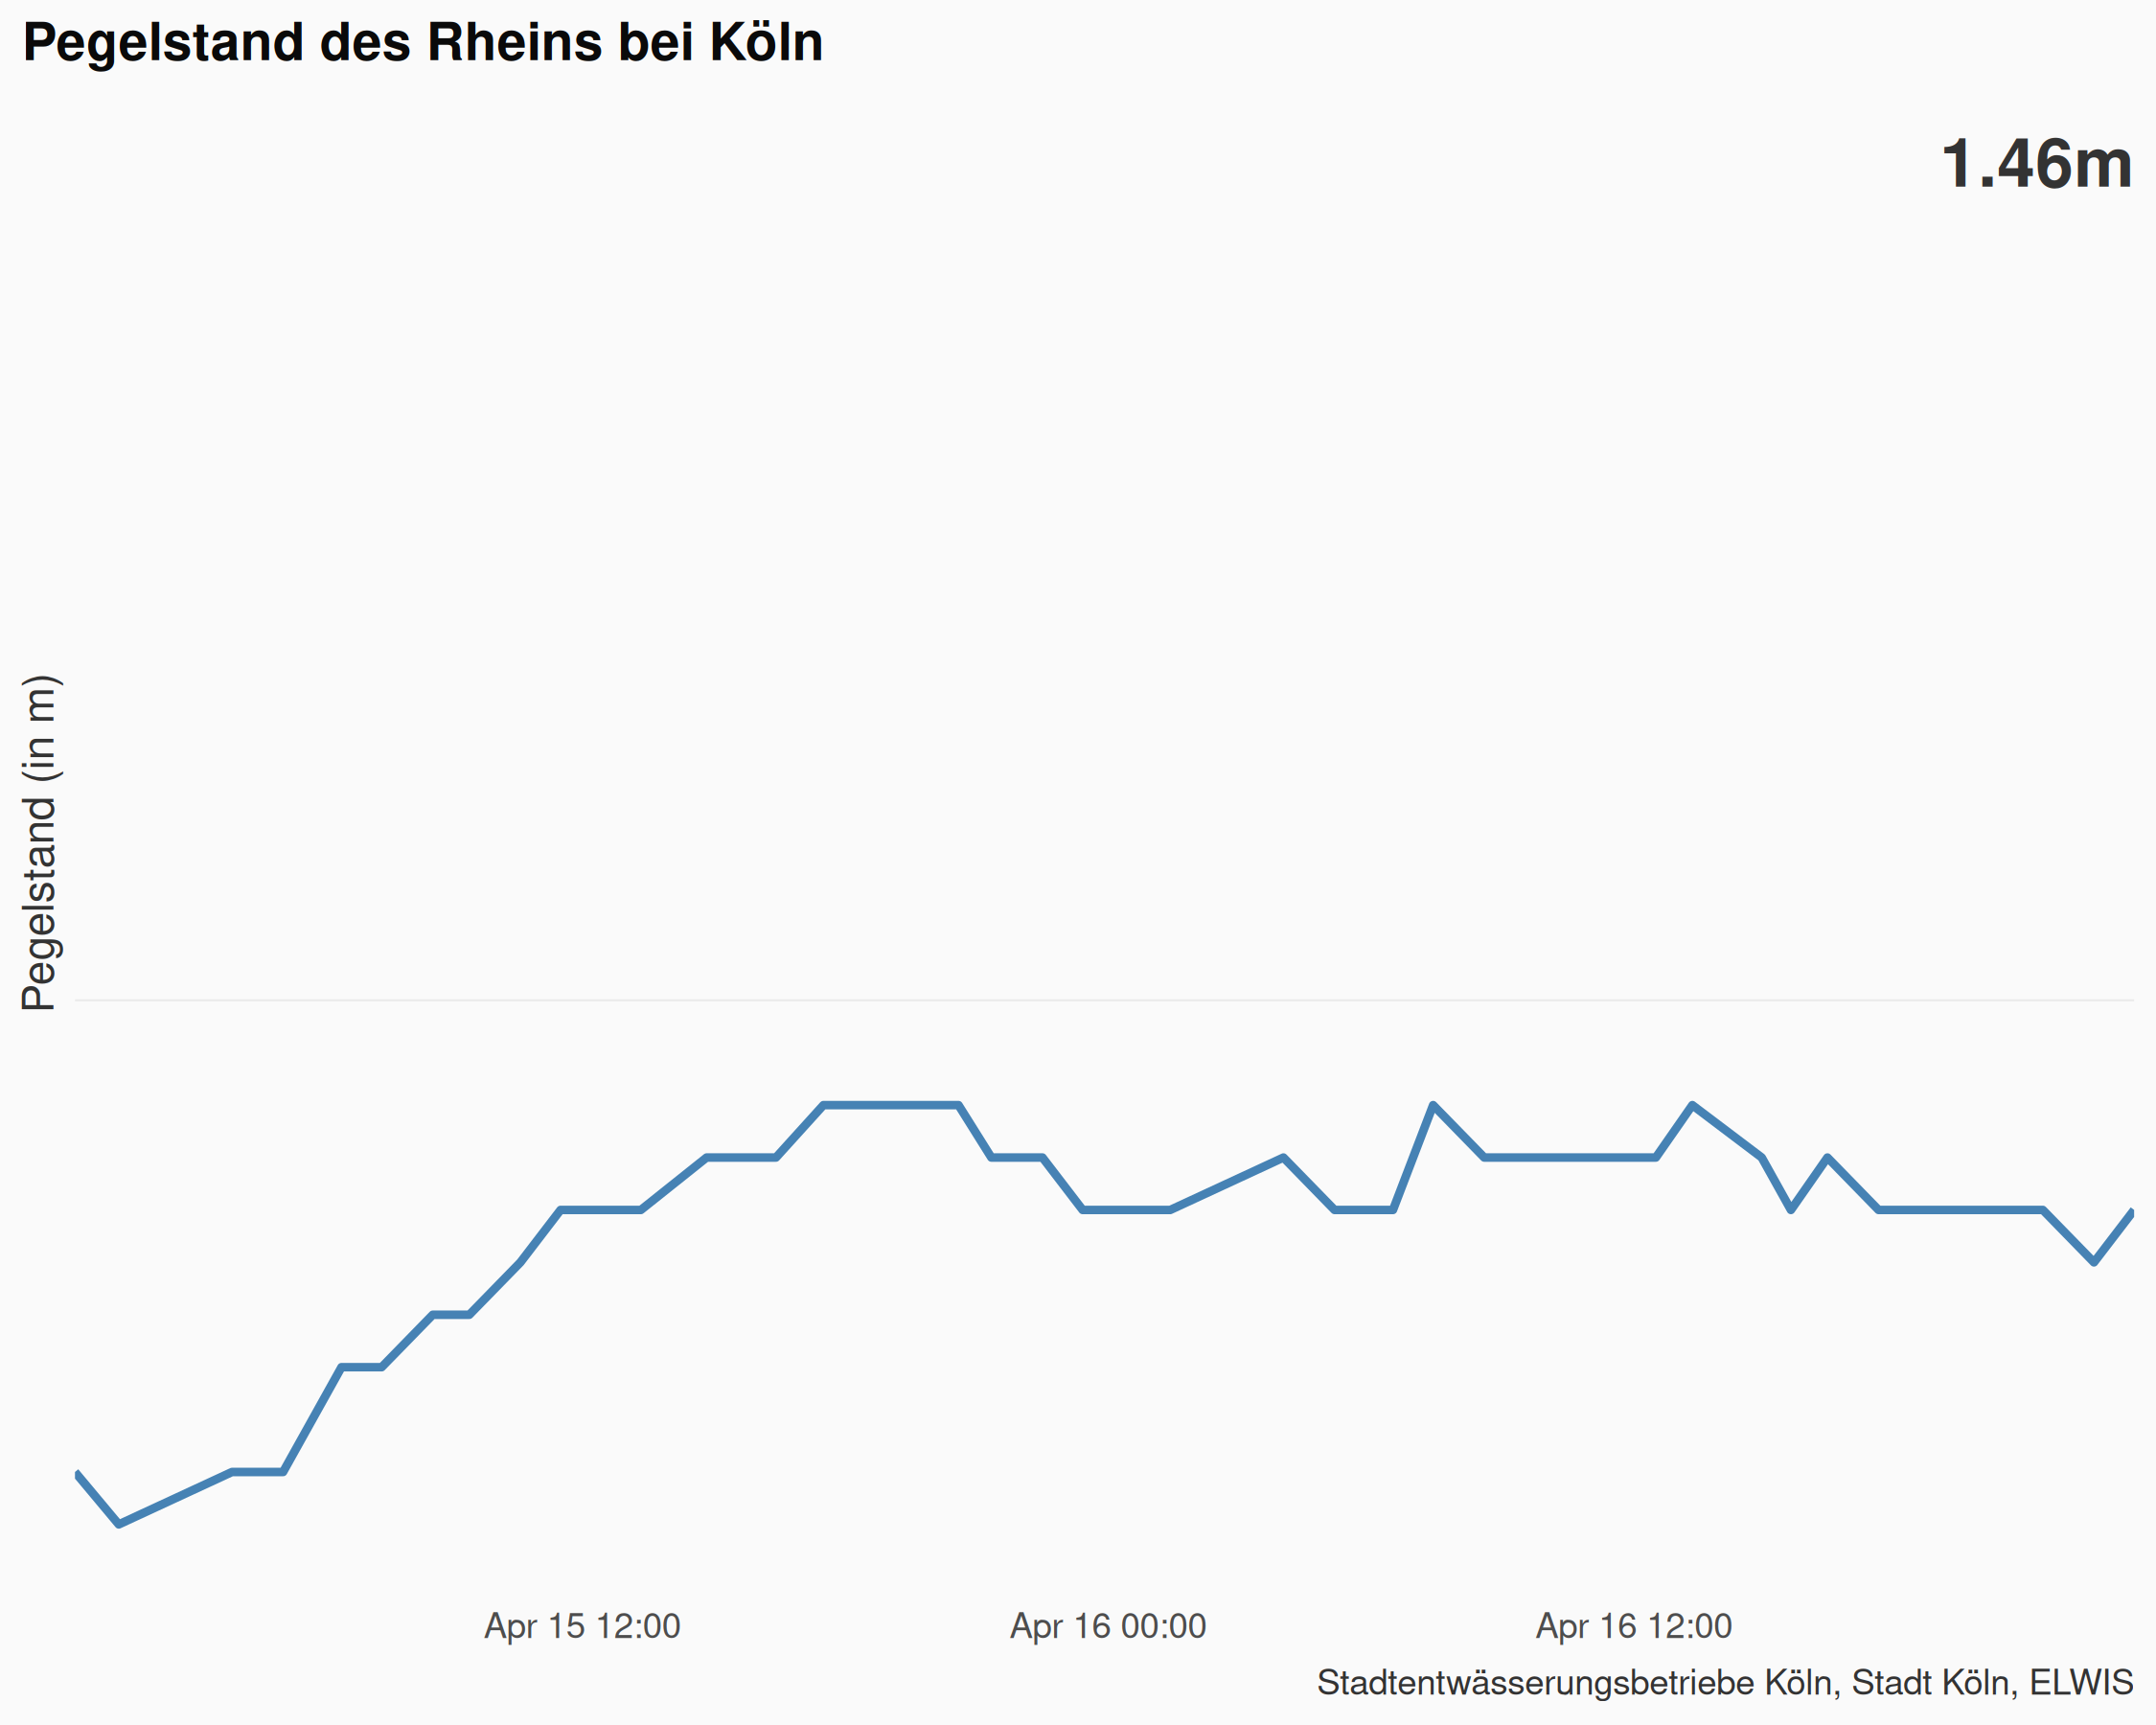 Pegelstand des Rheins bei Köln
1.46m
Pegelstand (in m)
Apr 15 12:00
Apr 16 00:00
Apr 16 12:00
Stadtentwässerungsbetriebe Köln, Stadt Köln, ELWIS